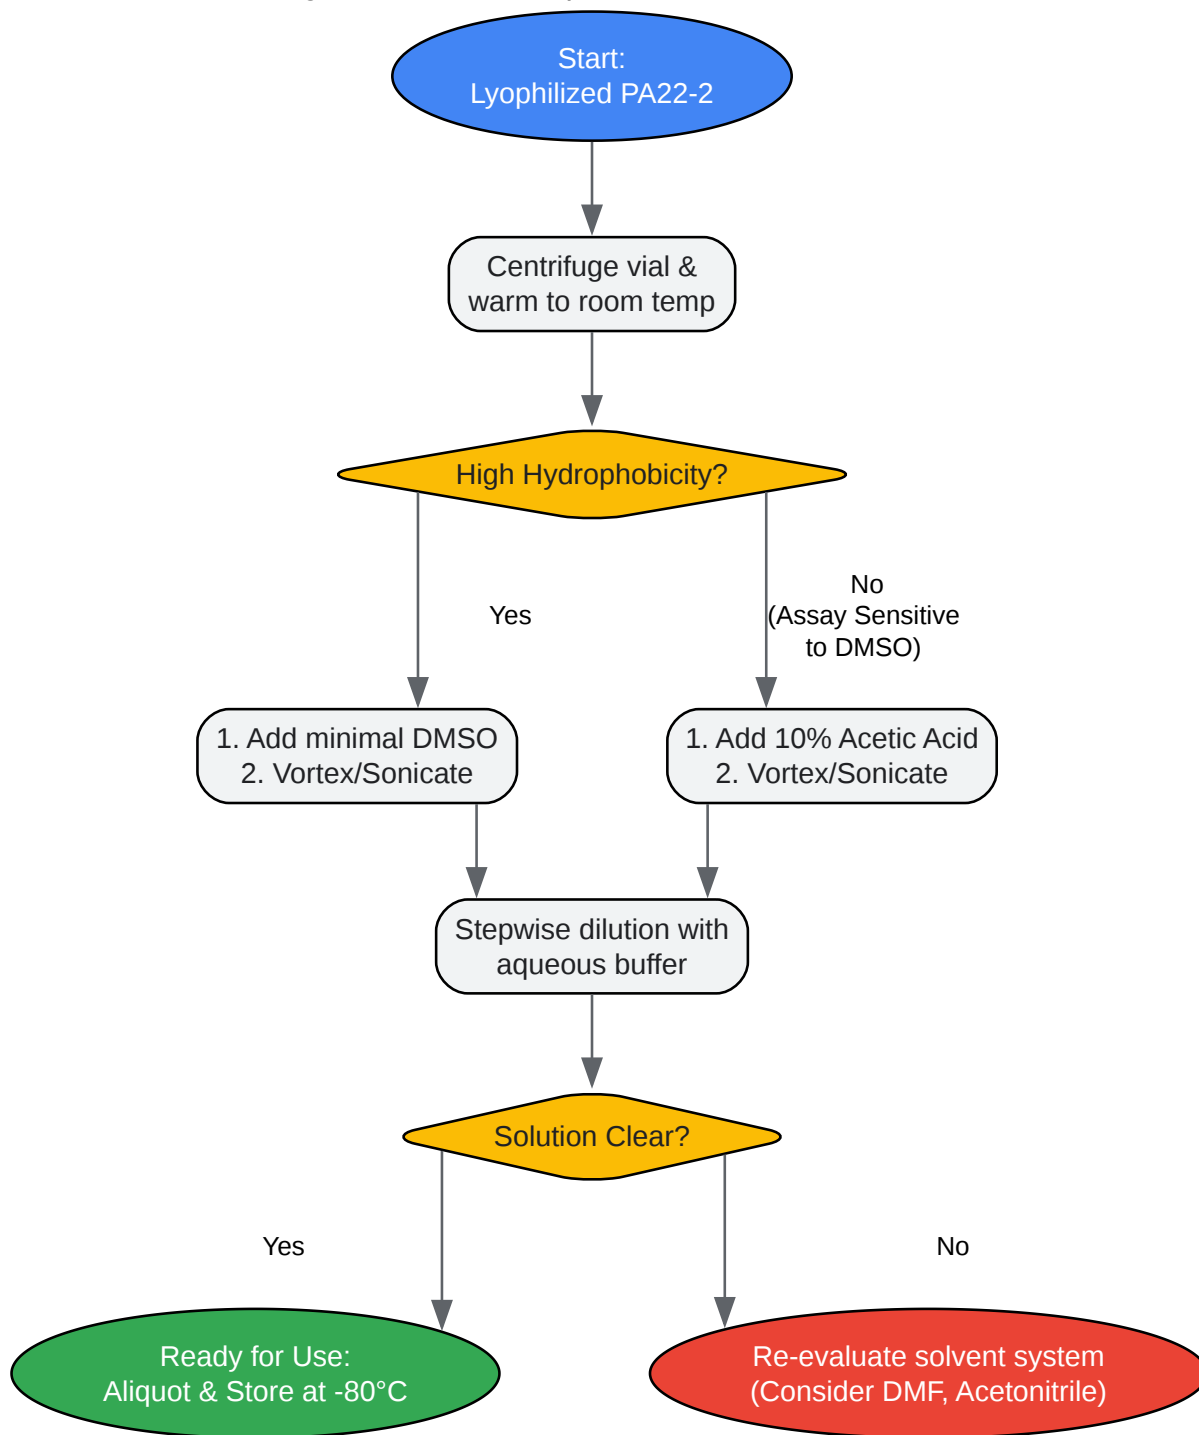 Start:
Lyophilized PA22-2
Centrifuge vial &
warm to room temp
High Hydrophobicity?
Yes
No
(Assay Sensitive
to DMSO)
1. Add minimal DMSO
2. Vortex/Sonicate
1. Add 10% Acetic Acid
2. Vortex/Sonicate
Stepwise dilution with
aqueous buffer
Solution Clear?
Yes
No
Ready for Use:
Aliquot & Store at -80°C
Re-evaluate solvent system
(Consider DMF, Acetonitrile)